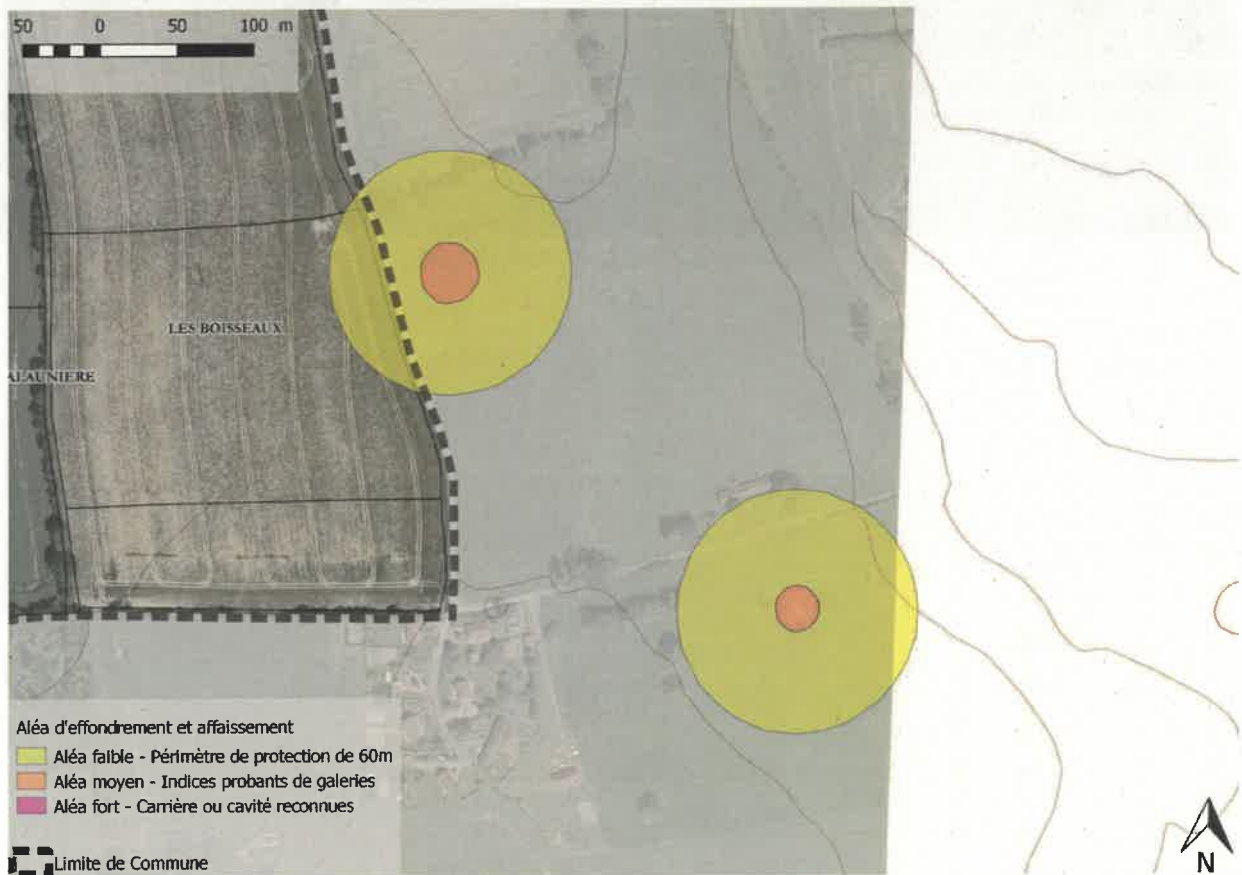 50 0 50 100 m
LES BOISSEAUX
ALAUNIERE
Aléa d'effondrement et affaissement
Aléa faible - Périmètre de protection de 60m
Aléa moyen - Indices probants de galeries
Aléa fort - Carrière ou cavité reconnues
Limite de Commune
N